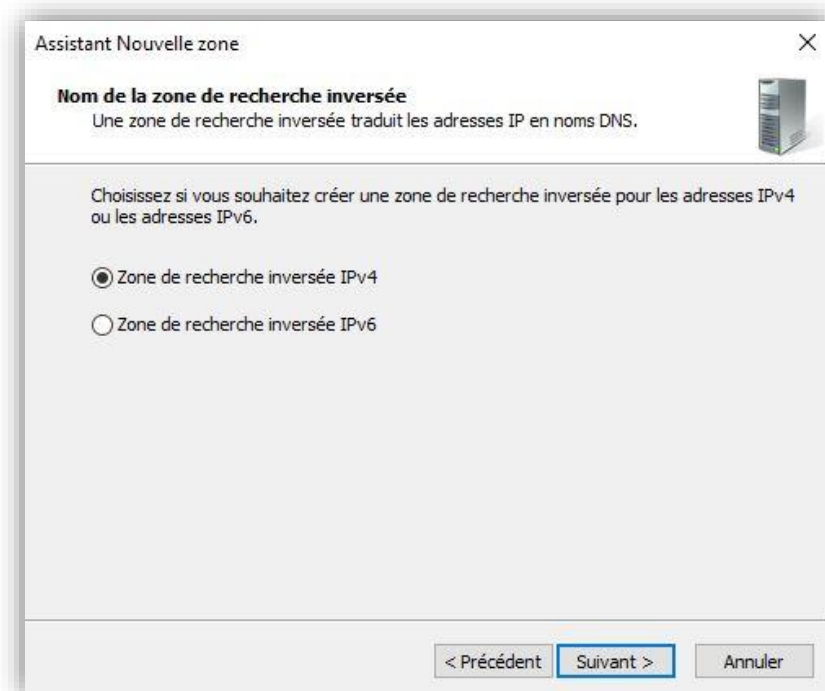 Assistant Nouvelle zone
Nom de la zone de recherche inversée
Une zone de recherche inversée traduit les adresses IP en noms DNS.
Choisissez si vous souhaitez créer une zone de recherche inversée pour les adresses IPv4
ou les adresses IPv6.
Zone de recherche inversée IPv4
Zone de recherche inversée IPv6
< Précédent Suivant > Annuler